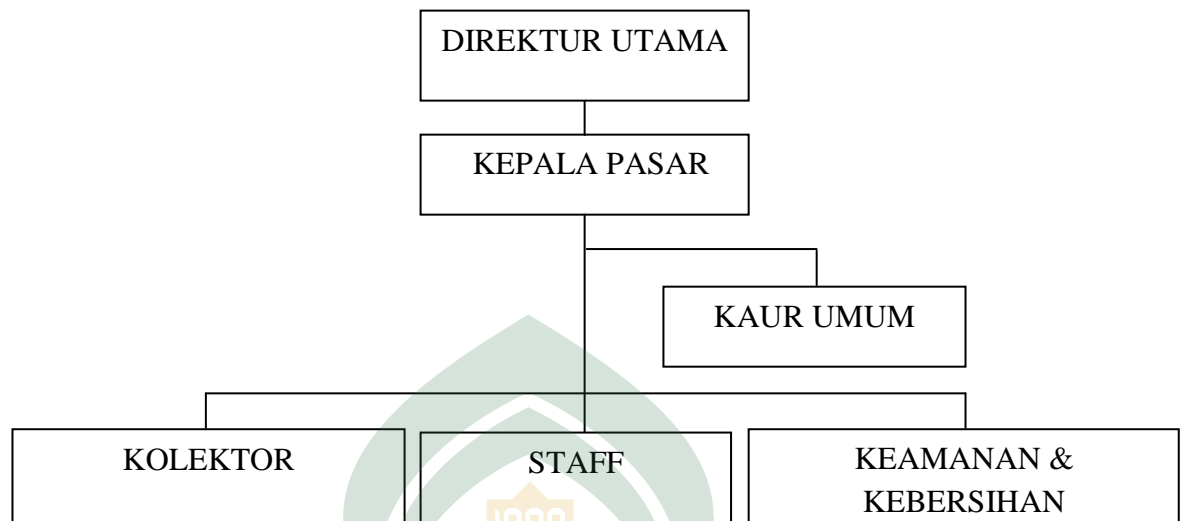 DIREKTUR UTAMA
KEPALA PASAR
KAUR UMUM
KOLEKTOR
STAFF
KEAMANAN &
KEBERSIHAN